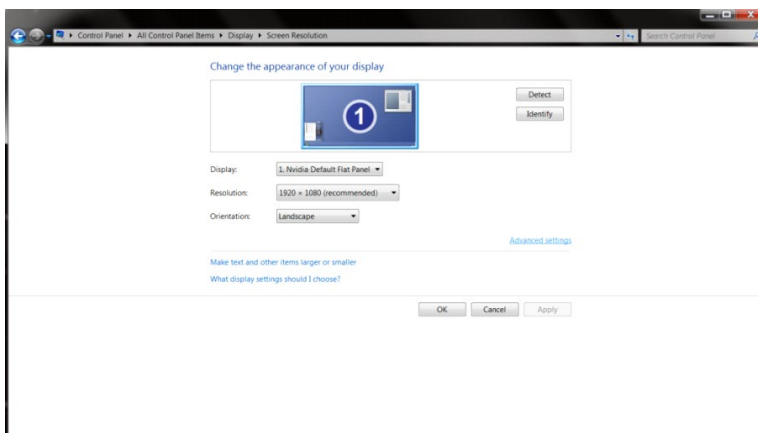 Control Panel ▸ All Control Panel Items ▸ Display ▸ Screen Resolution
Search Control Panel
Change the appearance of your display
1
Detect
Identify
Display: 1. Nvidia Default Flat Panel
Resolution: 1920 × 1080 (recommended)
Orientation: Landscape
Advanced settings
Make text and other items larger or smaller
What display settings should I choose?
OK Cancel Apply